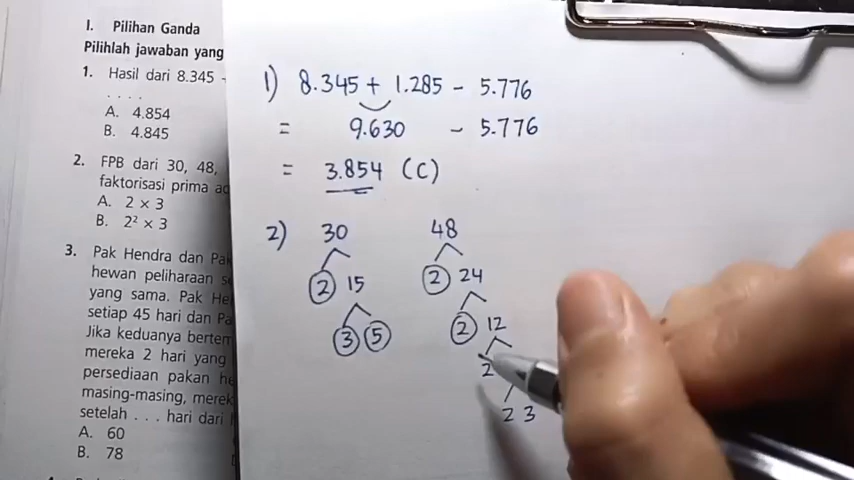 I. Pilihan Ganda
Pilihlah jawaban yang
1. Hasil dari 8.345 -
. . . .
A. 4.854
B. 4.845
2. FPB dari 30, 48,
faktorisasi prima
A. 2 × 3
B. 2² × 3
3. Pak Hendra dan Pak
hewan peliharaan
yang sama. Pak
setiap 45 hari dan
Jika keduanya
mereka 2 hari yang
persediaan pakan
masing-masing,
setelah . . . hari dari
A. 60
B. 78
1) 8.345 + 1.285 - 5.776
= 9.630 - 5.776
= 3.854 (C)
2) 30 48
2 15 2 24
3 5 2 12
2
2 3